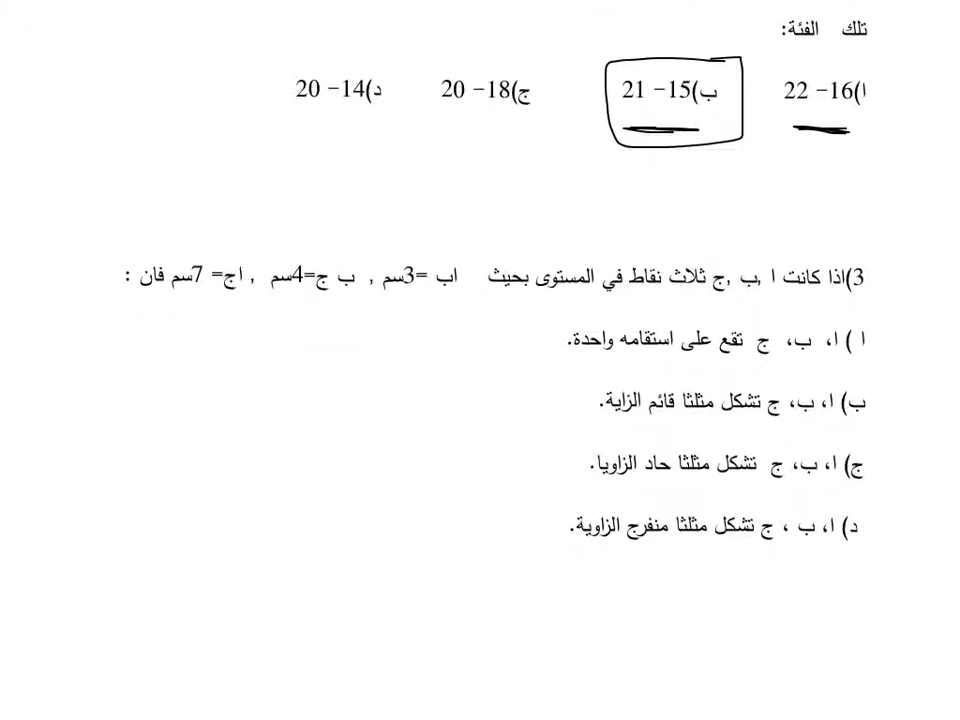 تلك الفئة:
ا)16- 22 ب)15- 21 ج)18- 20 د)14- 20
3)اذا كانت ا ,ب ,ج ثلاث نقاط في المستوى بحيث اب =3سم , ب ج=4سم , اج= 7سم فان :
ا ) ا، ب، ج تقع على استقامه واحدة.
ب) ا، ب، ج تشكل مثلثا قائم الزاية.
ج) ا، ب، ج تشكل مثلثا حاد الزاويا.
د) ا، ب ، ج تشكل مثلثا منفرج الزاوية.